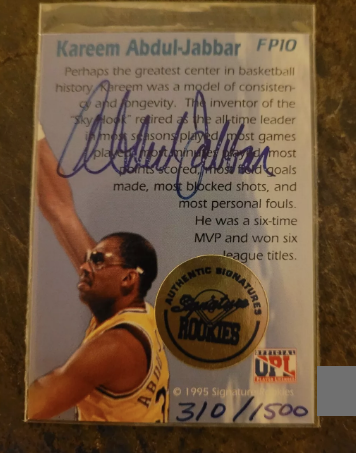 Kareem Abdul-Jabbar FP10
Perhaps the greatest center in basketball
history, Kareem was a model of consisten-
cy and longevity. The inventor of the
"Sky Hook" retired as the all-time leader
in most seasons played, most games
played, most minutes played, most
points scored, most field goals
made, most blocked shots, and
most personal fouls.
He was a six-time
MVP and won six
league titles.
AUTHENTIC SIGNATURES
Signature
ROOKIES
OFFICIAL
© 1995 Signature
310/1500